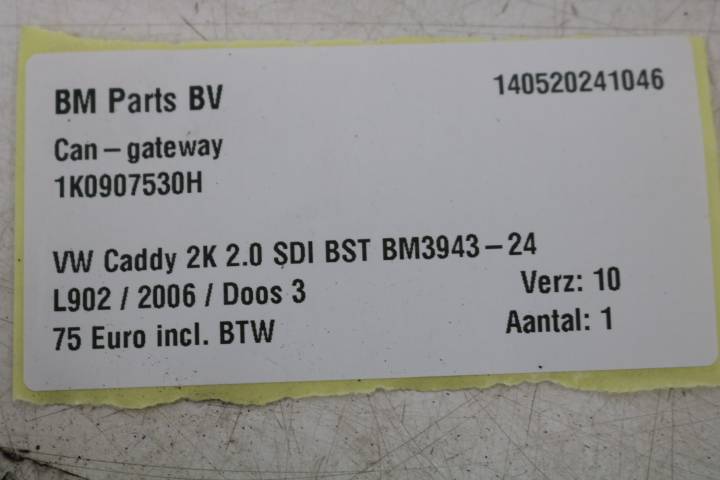 BM Parts BV 140520241046
Can-gateway
1K0907530H
VW Caddy 2K 2.0 SDI BST BM3943-24
L902 / 2006 / Doos 3 Verz: 10
75 Euro incl. BTW Aantal: 1